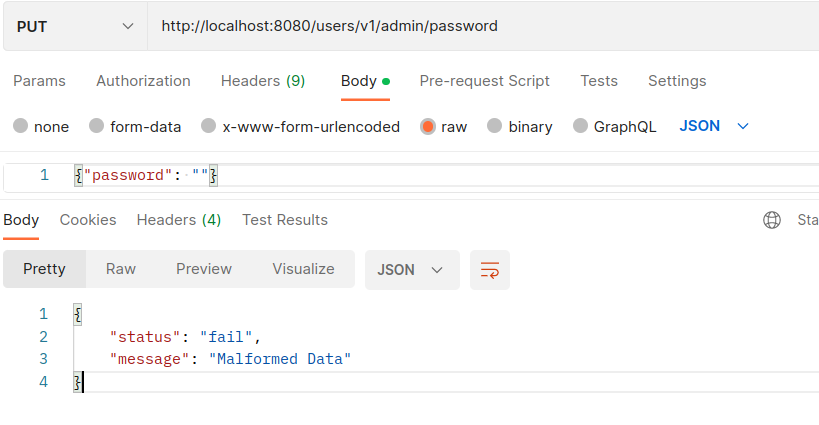 PUT http://localhost:8080/users/v1/admin/password
Params Authorization Headers (9) Body Pre-request Script Tests Settings
none form-data x-www-form-urlencoded raw binary GraphQL JSON
1 {"password": ""}
Body Cookies Headers (4) Test Results Sta
Pretty Raw Preview Visualize JSON
1 {
2 "status": "fail",
3 "message": "Malformed Data"
4 }